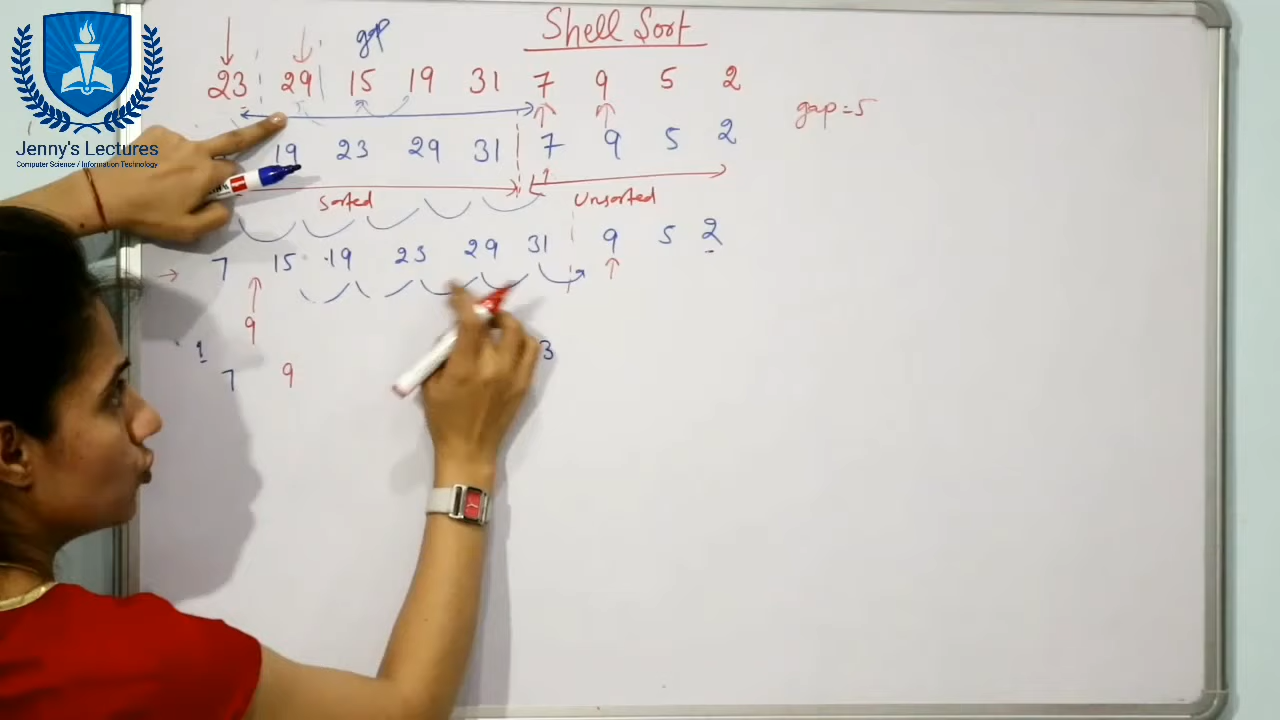 Shell Sort
gap
23 29 15 19 31 7 9 5 2
gap = 5
Jenny's Lectures
Computer Science / Information Technology
19 23 29 31 7 9 5 2
Sorted Unsorted
7 15 19 23 29 31 9 5 2
9
1 3
7 9